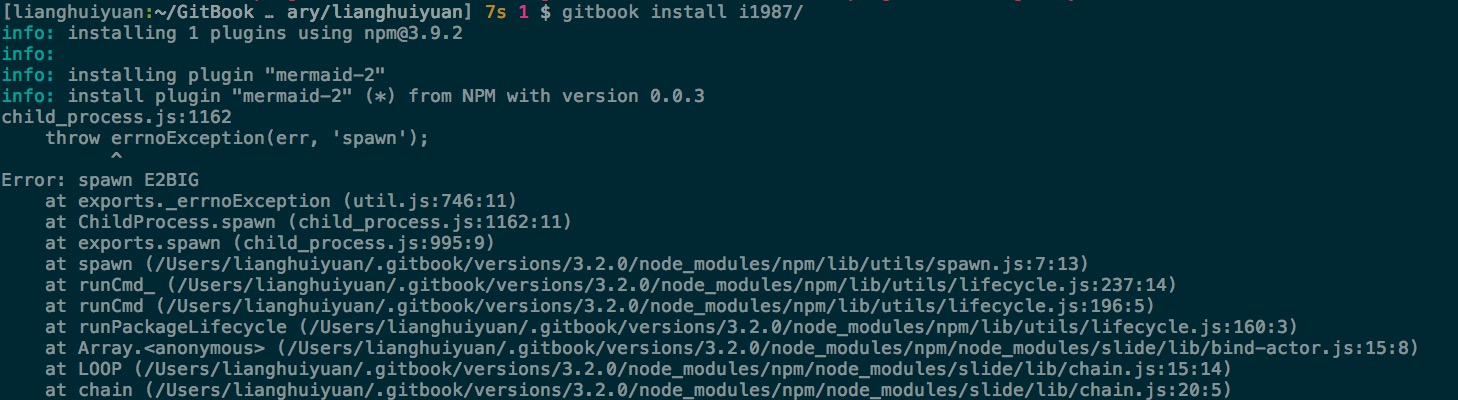 [lianghuiyuan:~/GitBook … ary/lianghuiyuan] 7s 1 $ gitbook install i1987/
info: installing 1 plugins using npm@3.9.2
info:
info: installing plugin "mermaid-2"
info: install plugin "mermaid-2" (*) from NPM with version 0.0.3
child_process.js:1162
    throw errnoException(err, 'spawn');
          ^
Error: spawn E2BIG
    at exports._errnoException (util.js:746:11)
    at ChildProcess.spawn (child_process.js:1162:11)
    at exports.spawn (child_process.js:995:9)
    at spawn (/Users/lianghuiyuan/.gitbook/versions/3.2.0/node_modules/npm/lib/utils/spawn.js:7:13)
    at runCmd_ (/Users/lianghuiyuan/.gitbook/versions/3.2.0/node_modules/npm/lib/utils/lifecycle.js:237:14)
    at runCmd (/Users/lianghuiyuan/.gitbook/versions/3.2.0/node_modules/npm/lib/utils/lifecycle.js:196:5)
    at runPackageLifecycle (/Users/lianghuiyuan/.gitbook/versions/3.2.0/node_modules/npm/lib/utils/lifecycle.js:160:3)
    at Array.<anonymous> (/Users/lianghuiyuan/.gitbook/versions/3.2.0/node_modules/npm/node_modules/slide/lib/bind-actor.js:15:8)
    at LOOP (/Users/lianghuiyuan/.gitbook/versions/3.2.0/node_modules/npm/node_modules/slide/lib/chain.js:15:14)
    at chain (/Users/lianghuiyuan/.gitbook/versions/3.2.0/node_modules/npm/node_modules/slide/lib/chain.js:20:5)